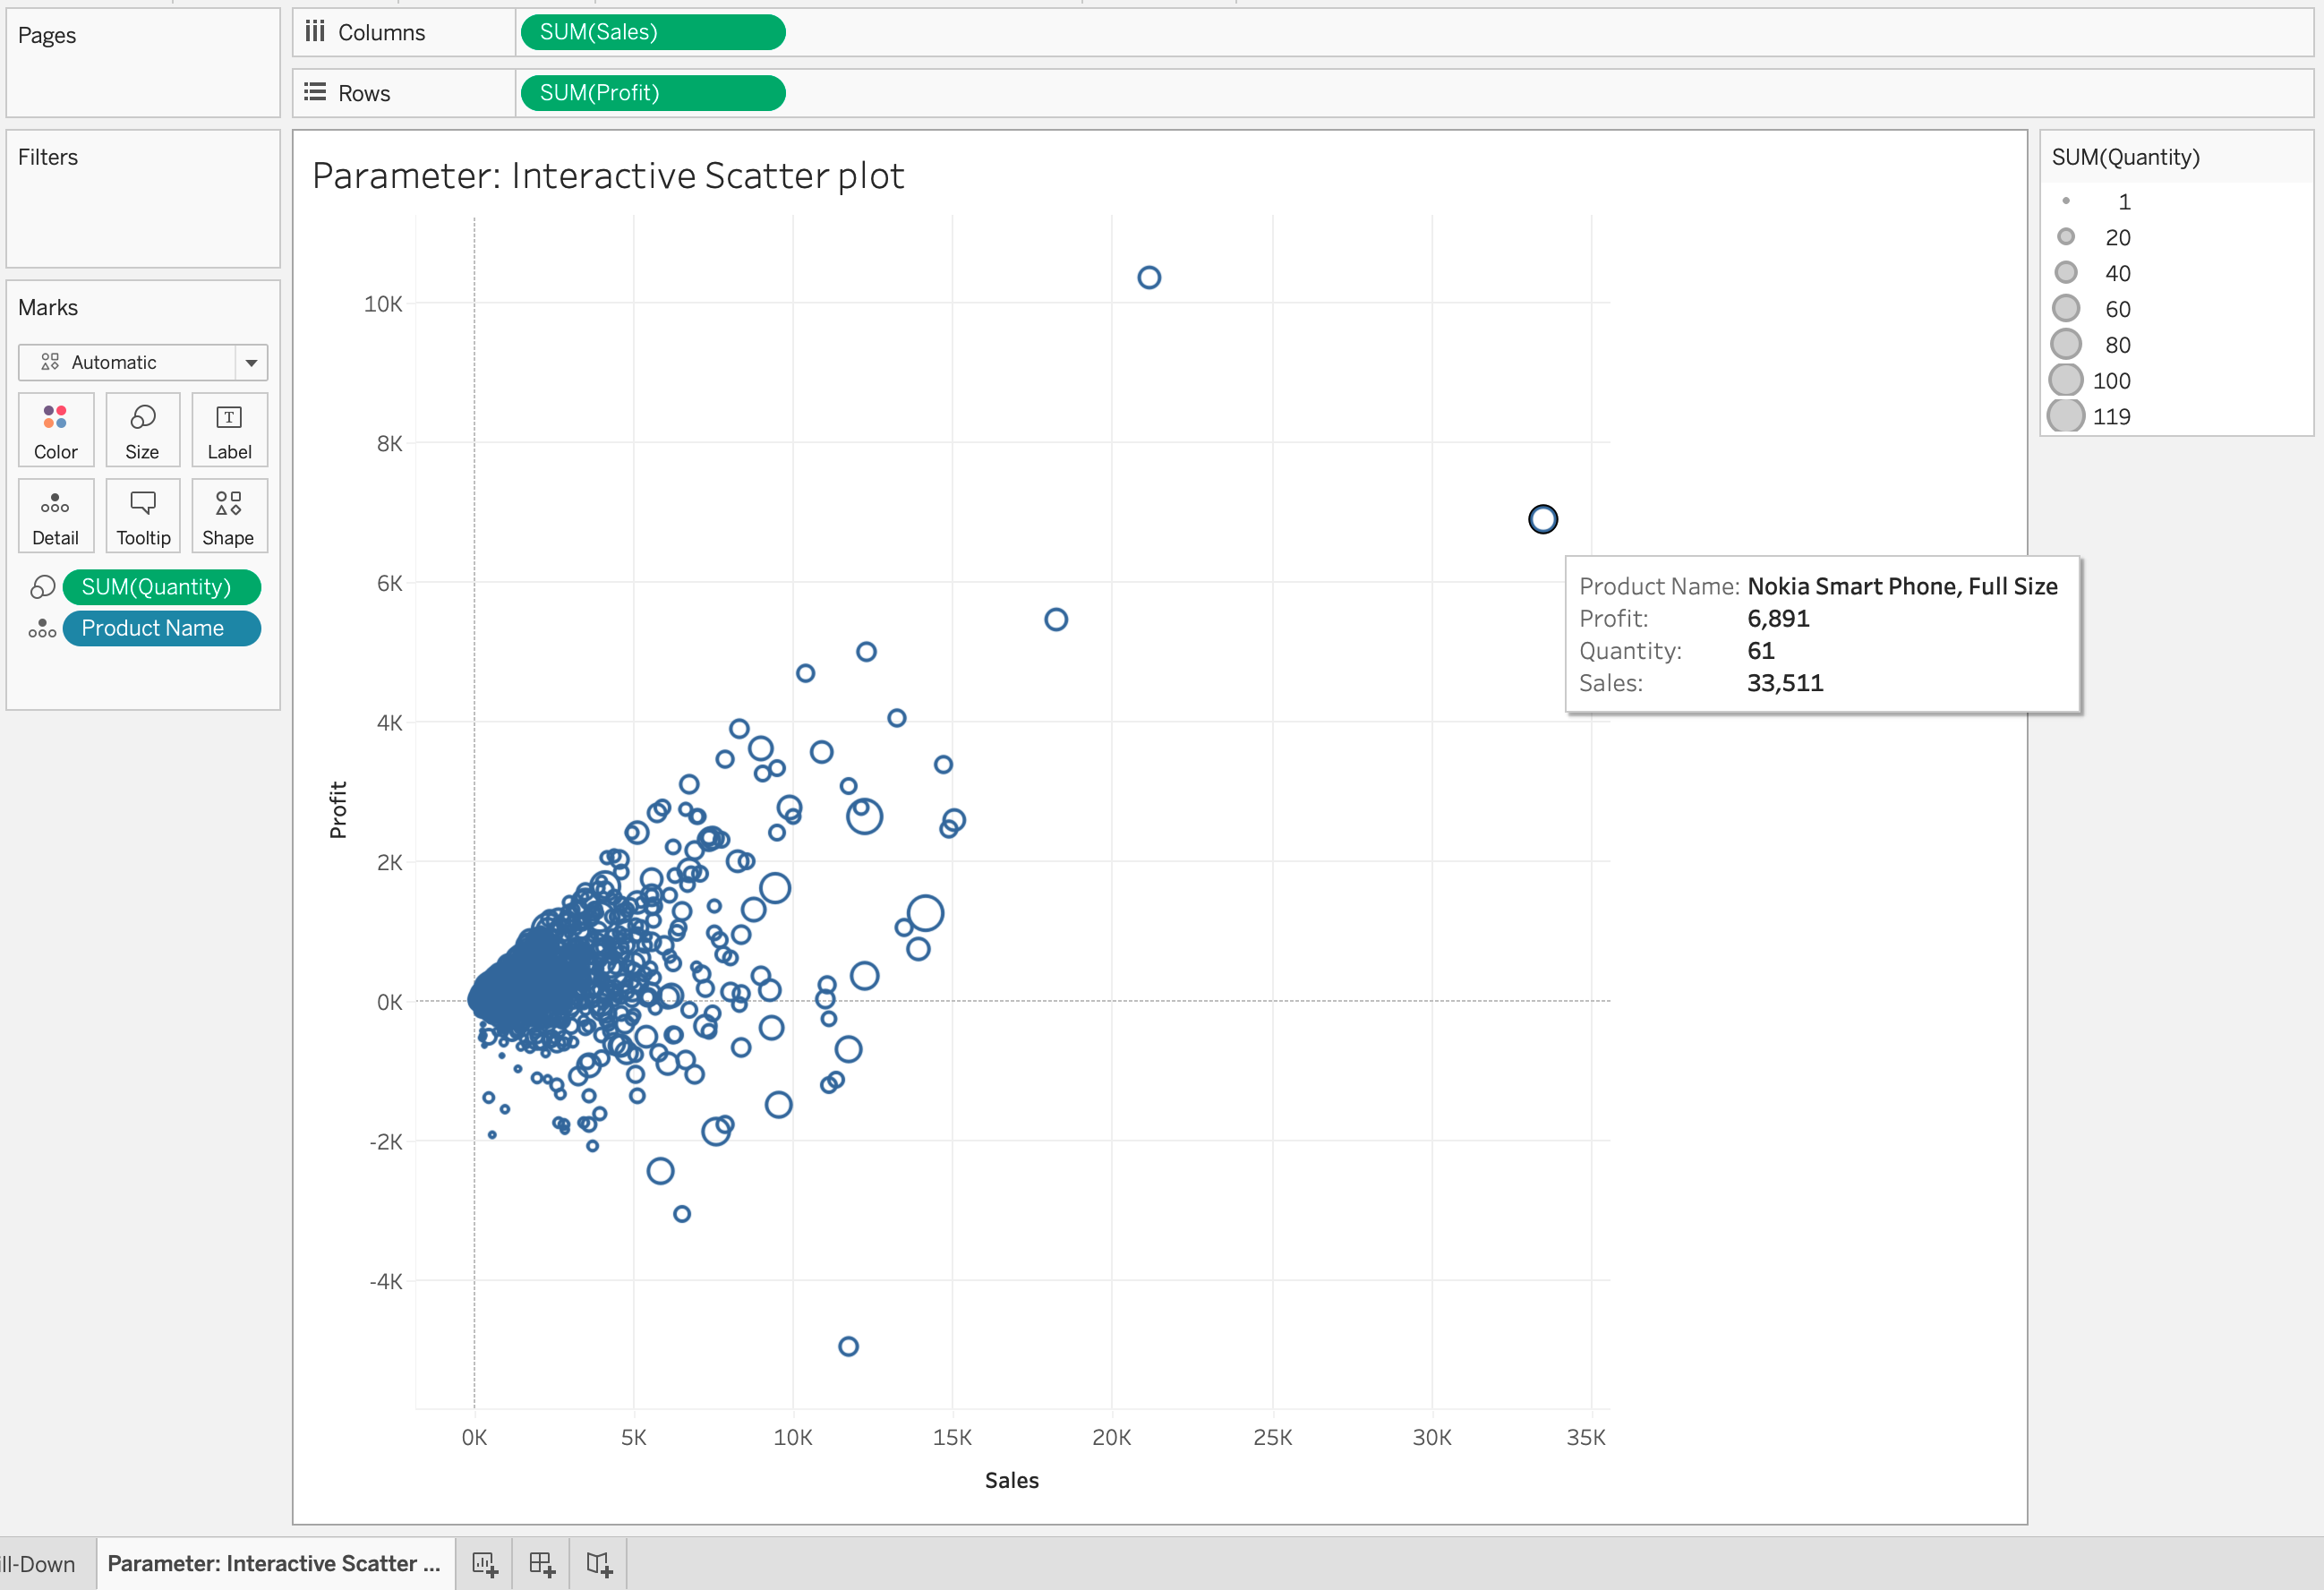 Pages
Columns
SUM(Sales)
Rows
SUM(Profit)
Filters
Marks
Automatic
Color
Size
T
Label
Detail
Tooltip
Shape
SUM(Quantity)
Product Name
Parameter: Interactive Scatter plot
Profit
10K
8K
6K
4K
2K
0K
-2K
-4K
0K
5K
10K
15K
20K
25K
30K
35K
Sales
Product Name: Nokia Smart Phone, Full Size
Profit: 6,891
Quantity: 61
Sales: 33,511
SUM(Quantity)
1
20
40
60
80
100
119
ill-Down
Parameter: Interactive Scatter ...